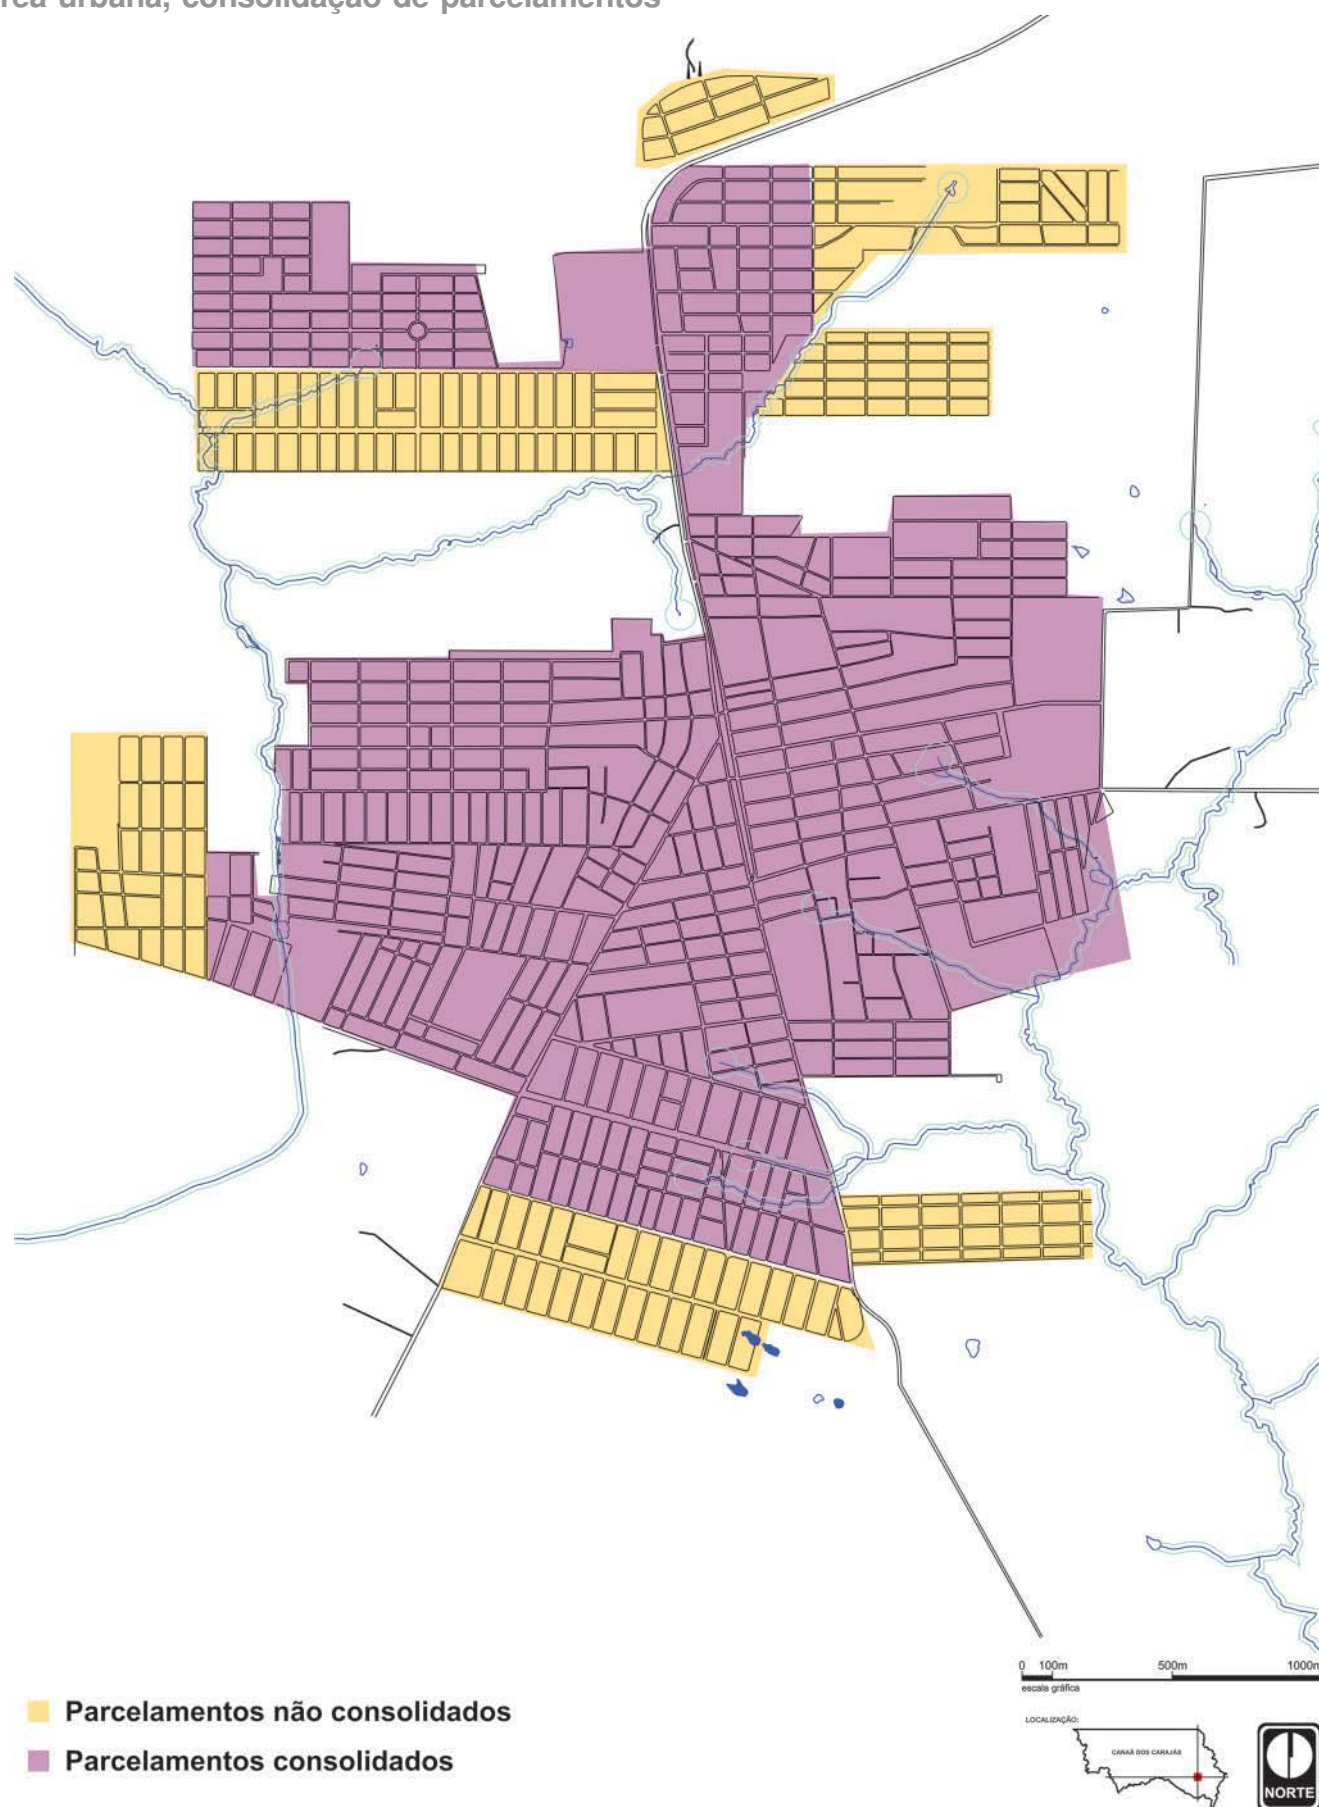 rea urbana, consolidação de parcelamentos
0 100m 500m 1000m
escala gráfica
Parcelamentos não consolidados
Parcelamentos consolidados
LOCALIZAÇÃO:
CANAÃ DOS CARAJÁS
NORTE